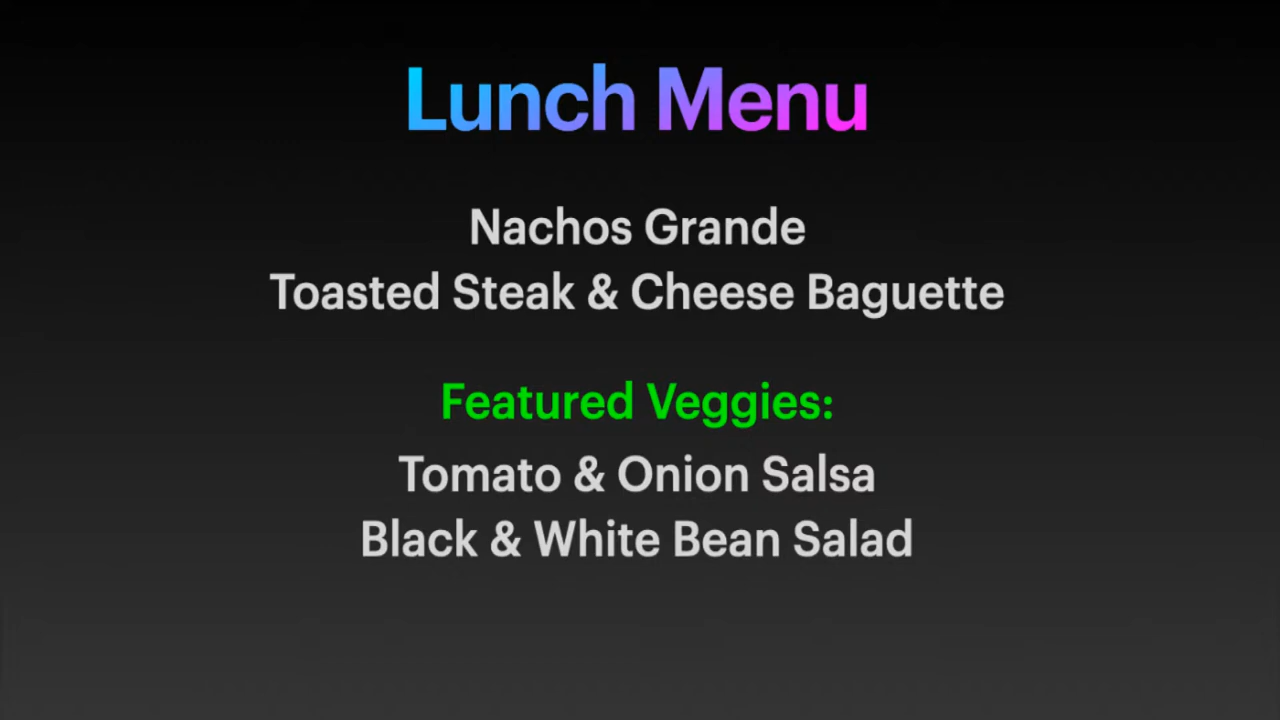 Lunch Menu
Nachos Grande
Toasted Steak & Cheese Baguette
Featured Veggies:
Tomato & Onion Salsa
Black & White Bean Salad